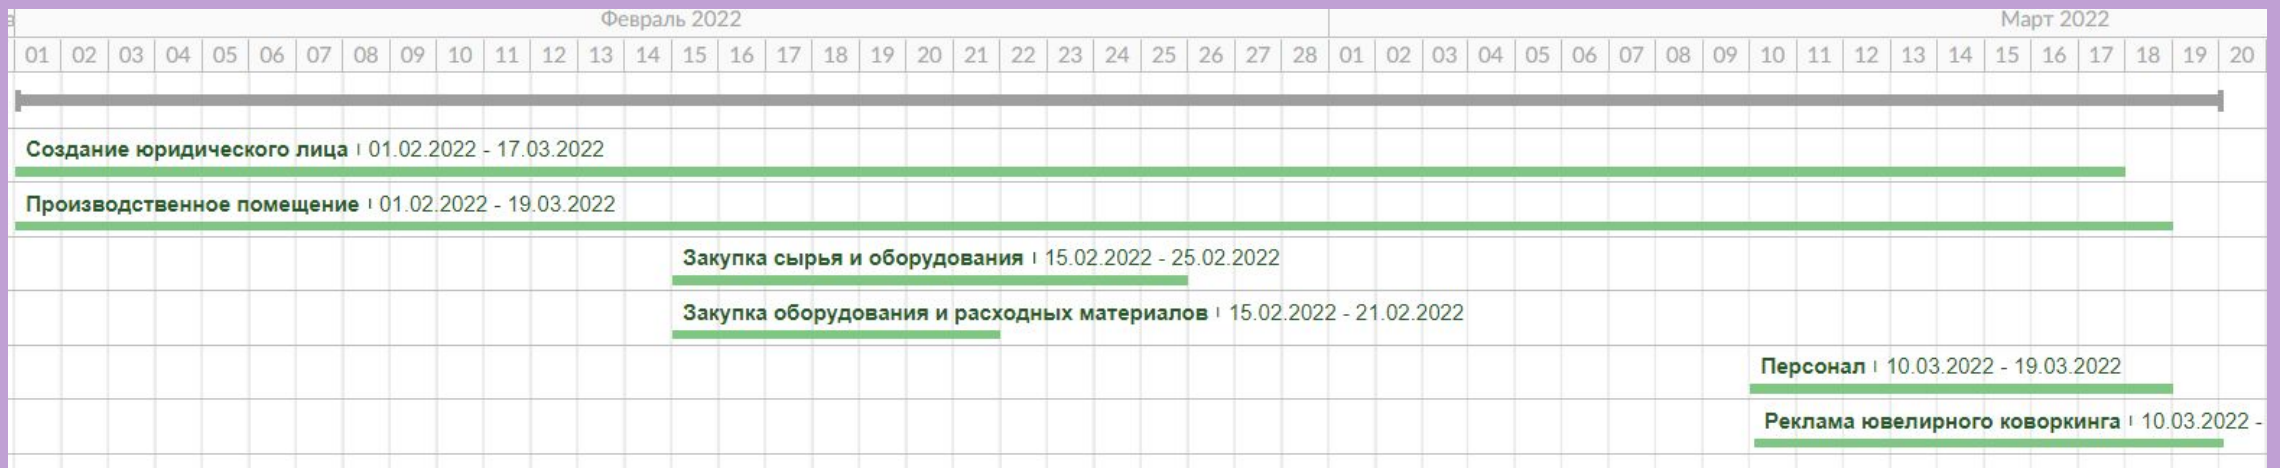 Февраль 2022 Март 2022
01 02 03 04 05 06 07 08 09 10 11 12 13 14 15 16 17 18 19 20 21 22 23 24 25 26 27 28 01 02 03 04 05 06 07 08 09 10 11 12 13 14 15 16 17 18 19 20
Создание юридического лица 01.02.2022 - 17.03.2022
Производственное помещение 01.02.2022 - 19.03.2022
Закупка сырья и оборудования 15.02.2022 - 25.02.2022
Закупка оборудования и расходных материалов 15.02.2022 - 21.02.2022
Персонал 10.03.2022 - 19.03.2022
Реклама ювелирного коворкинга 10.03.2022 -